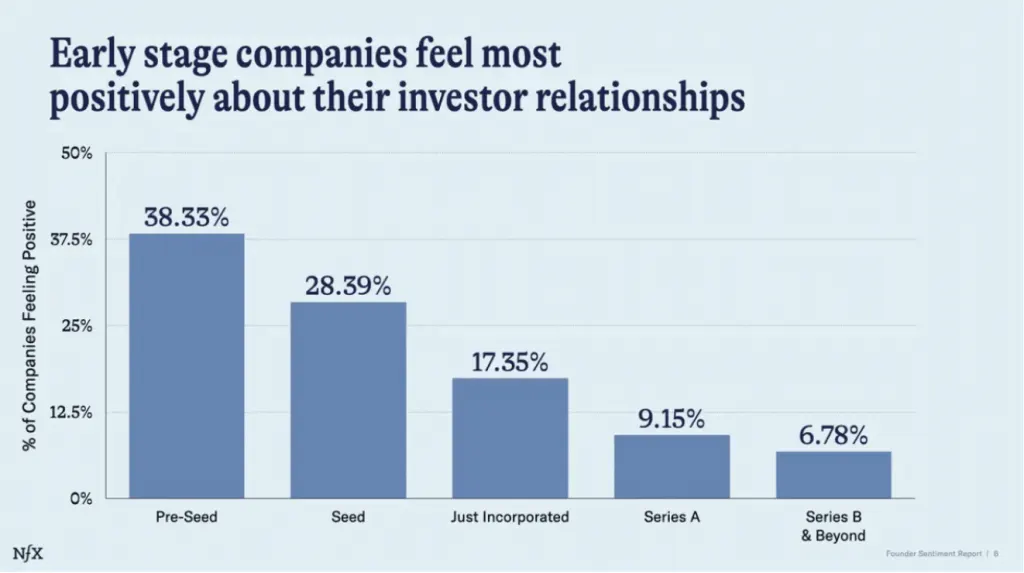 Early stage companies feel most
positively about their investor relationships
% of Companies Feeling Positive
50%
37.5%
25%
12.5%
0%
38.33%
28.39%
17.35%
9.15%
6.78%
Pre-Seed
Seed
Just Incorporated
Series A
Series B
& Beyond
NfX
Founder Sentiment Report / 6